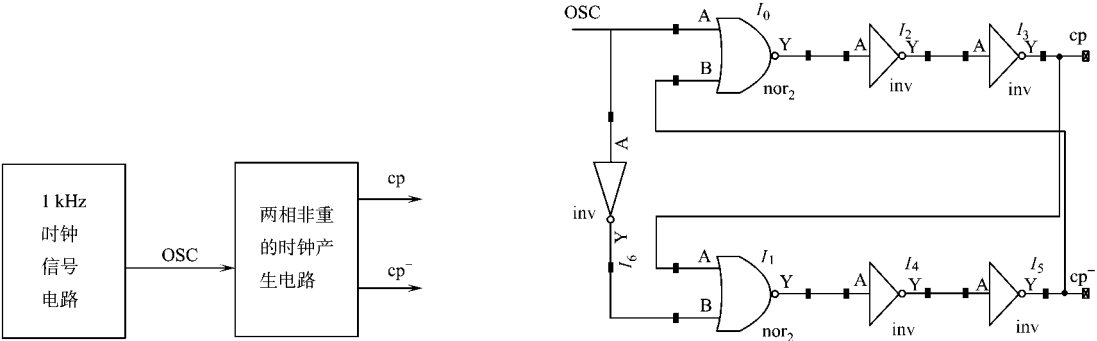 1 kHz
时钟
信号
电路
OSC
两相非重
的时钟产
生电路
cp
cp⁻
OSC
A
I₀
Y
B
nor₂
A
I₂
Y
inv
A
I₃
Y
inv
cp
A
inv
Y
I₆
A
I₁
Y
B
nor₂
A
I₄
Y
inv
A
I₅
Y
inv
cp⁻